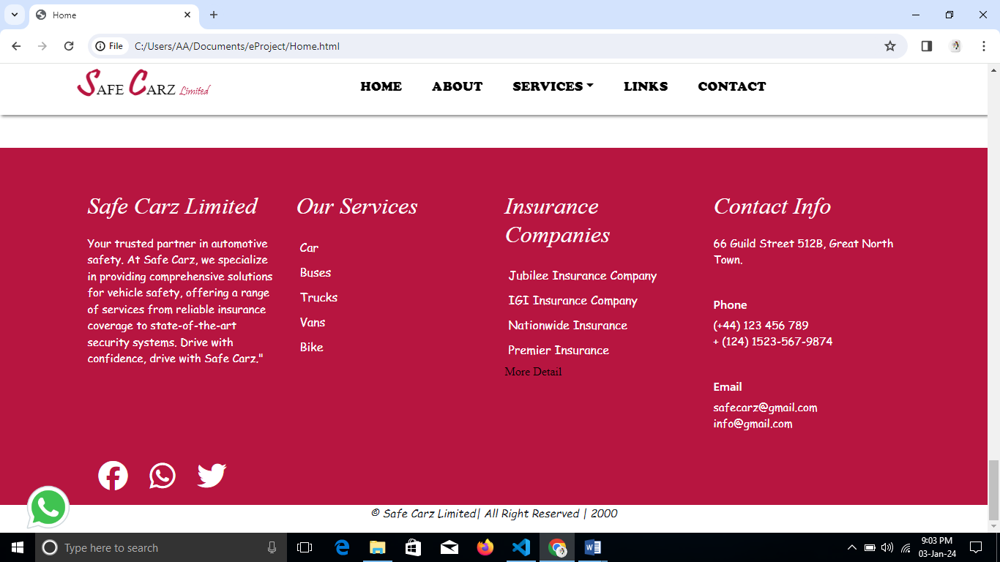 Home
File
C:/Users/AA/Documents/eProject/Home.html
SAFE CARZ Limited
HOME
ABOUT
SERVICES
LINKS
CONTACT
Safe Carz Limited
Your trusted partner in automotive
safety. At Safe Carz, we specialize
in providing comprehensive solutions
for vehicle safety, offering a range
of services from reliable insurance
coverage to state-of-the-art
security systems. Drive with
confidence, drive with Safe Carz."
Our Services
Car
Buses
Trucks
Vans
Bike
Insurance
Companies
Jubilee Insurance Company
IGI Insurance Company
Nationwide Insurance
Premier Insurance
More Detail
Contact Info
66 Guild Street 512B, Great North
Town.
Phone
(+44) 123 456 789
+ (124) 1523-567-9874
Email
safecarz@gmail.com
info@gmail.com
© Safe Carz Limited| All Right Reserved | 2000
Type here to search
9:03 PM
03-Jan-24